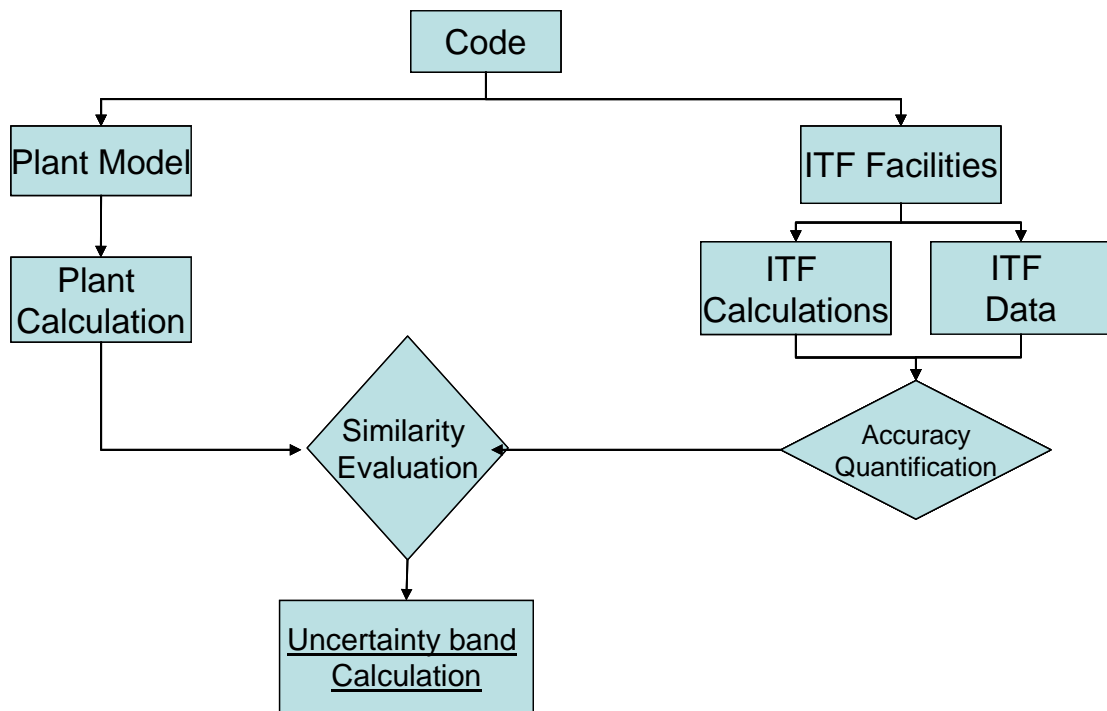 Code
Plant Model
ITF Facilities
Plant
Calculation
ITF
Calculations
ITF
Data
Similarity
Evaluation
Accuracy
Quantification
Uncertainty band
Calculation